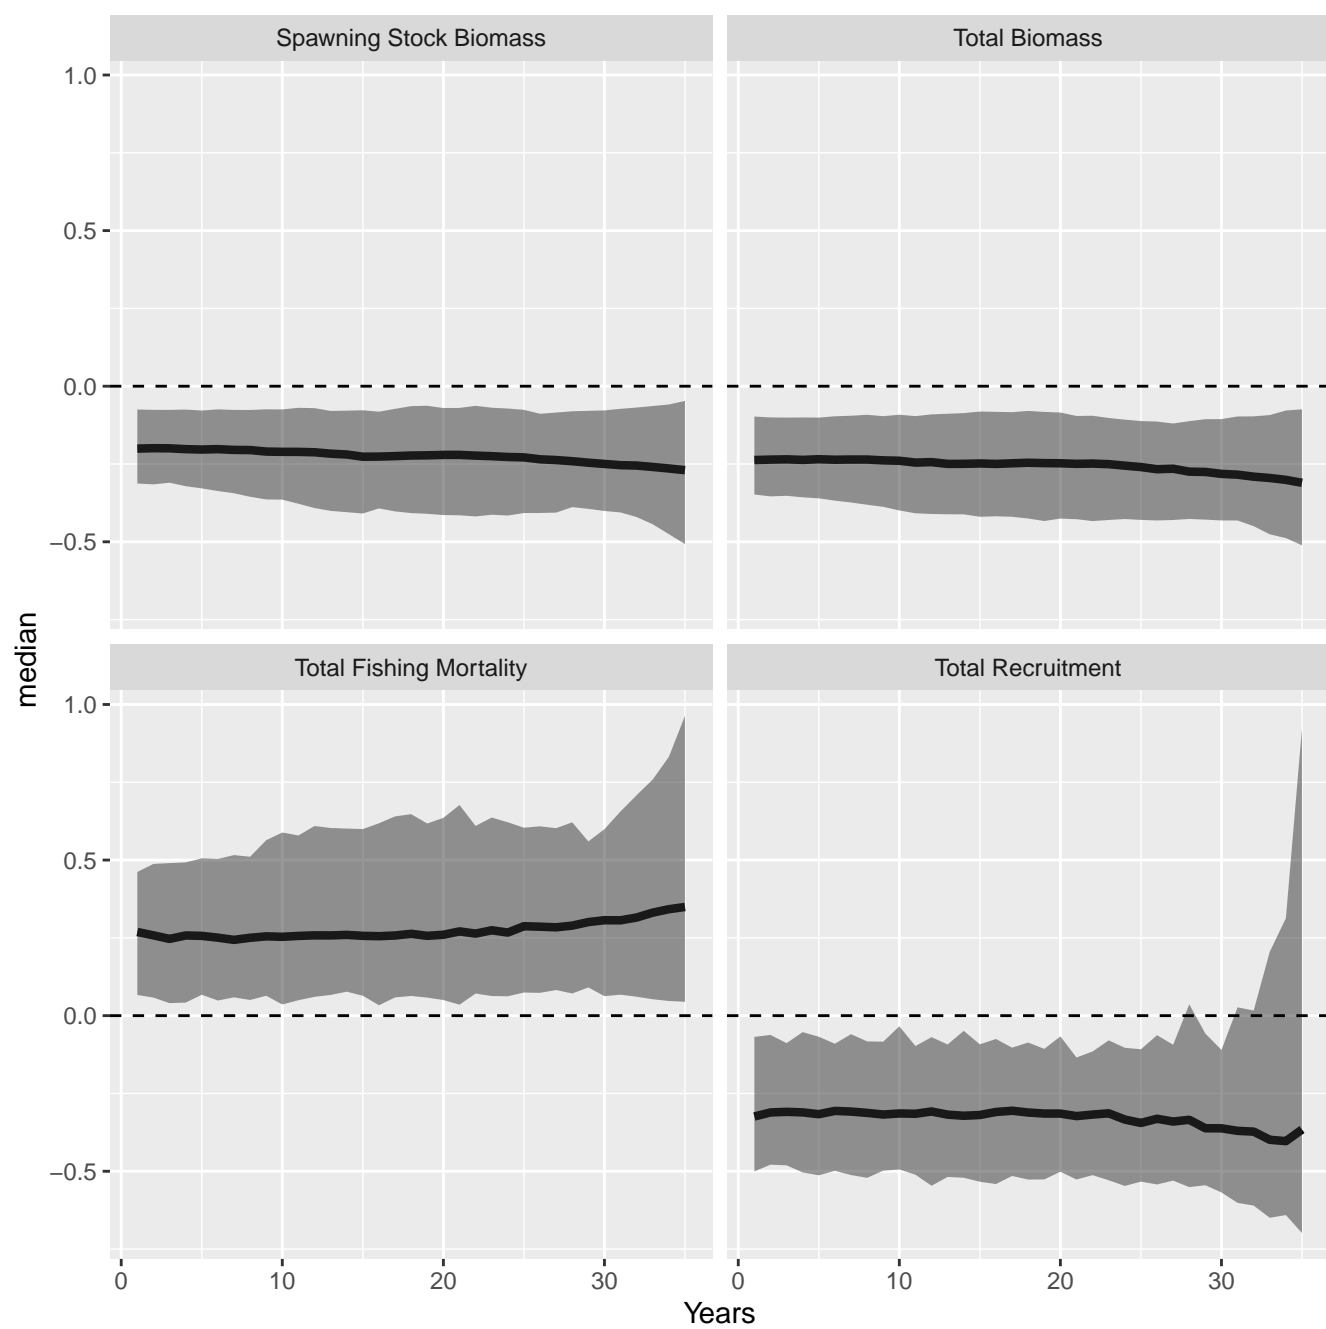 Spawning Stock Biomass
Total Biomass
1.0
0.5
0.0
−0.5
median
Total Fishing Mortality
Total Recruitment
1.0
0.5
0.0
−0.5
0 10 20 30
0 10 20 30
Years